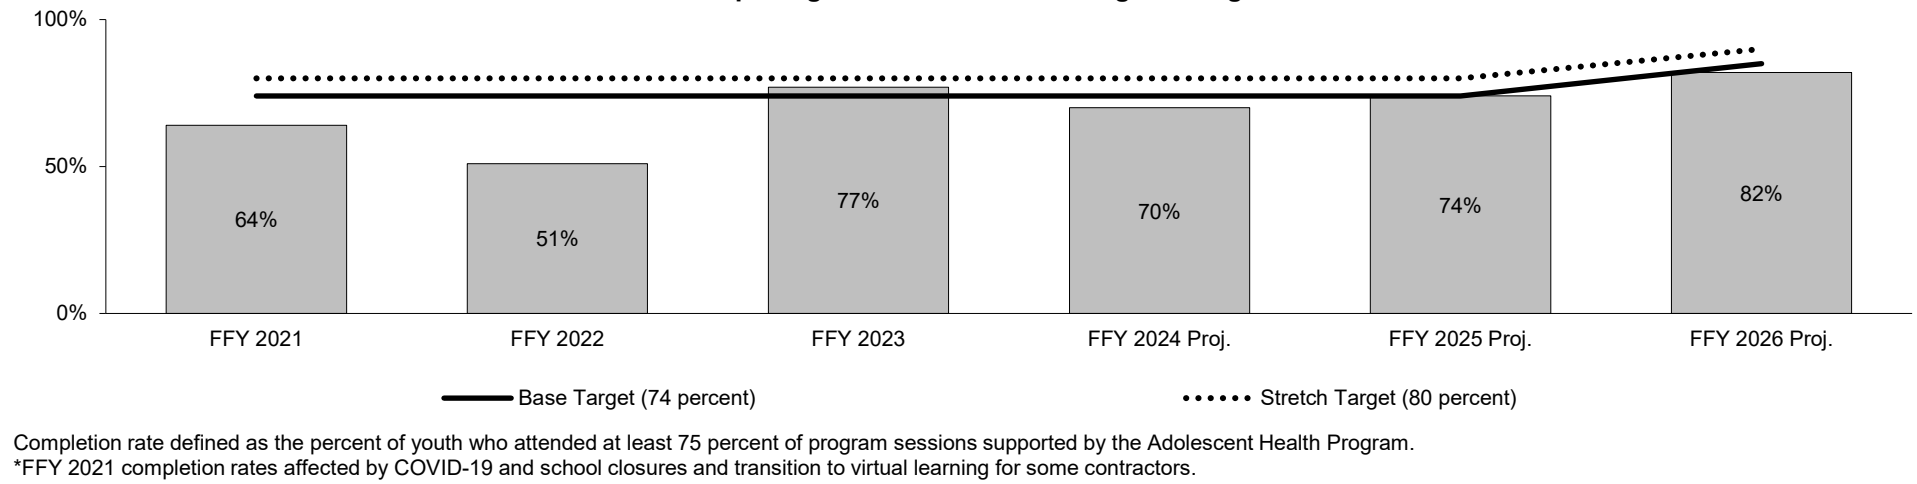 100%
50%
0%
64%
51%
77%
70%
74%
82%
FFY 2021
FFY 2022
FFY 2023
FFY 2024 Proj.
FFY 2025 Proj.
FFY 2026 Proj.
Base Target (74 percent)
Stretch Target (80 percent)
Completion rate defined as the percent of youth who attended at least 75 percent of program sessions supported by the Adolescent Health Program.
*FFY 2021 completion rates affected by COVID-19 and school closures and transition to virtual learning for some contractors.